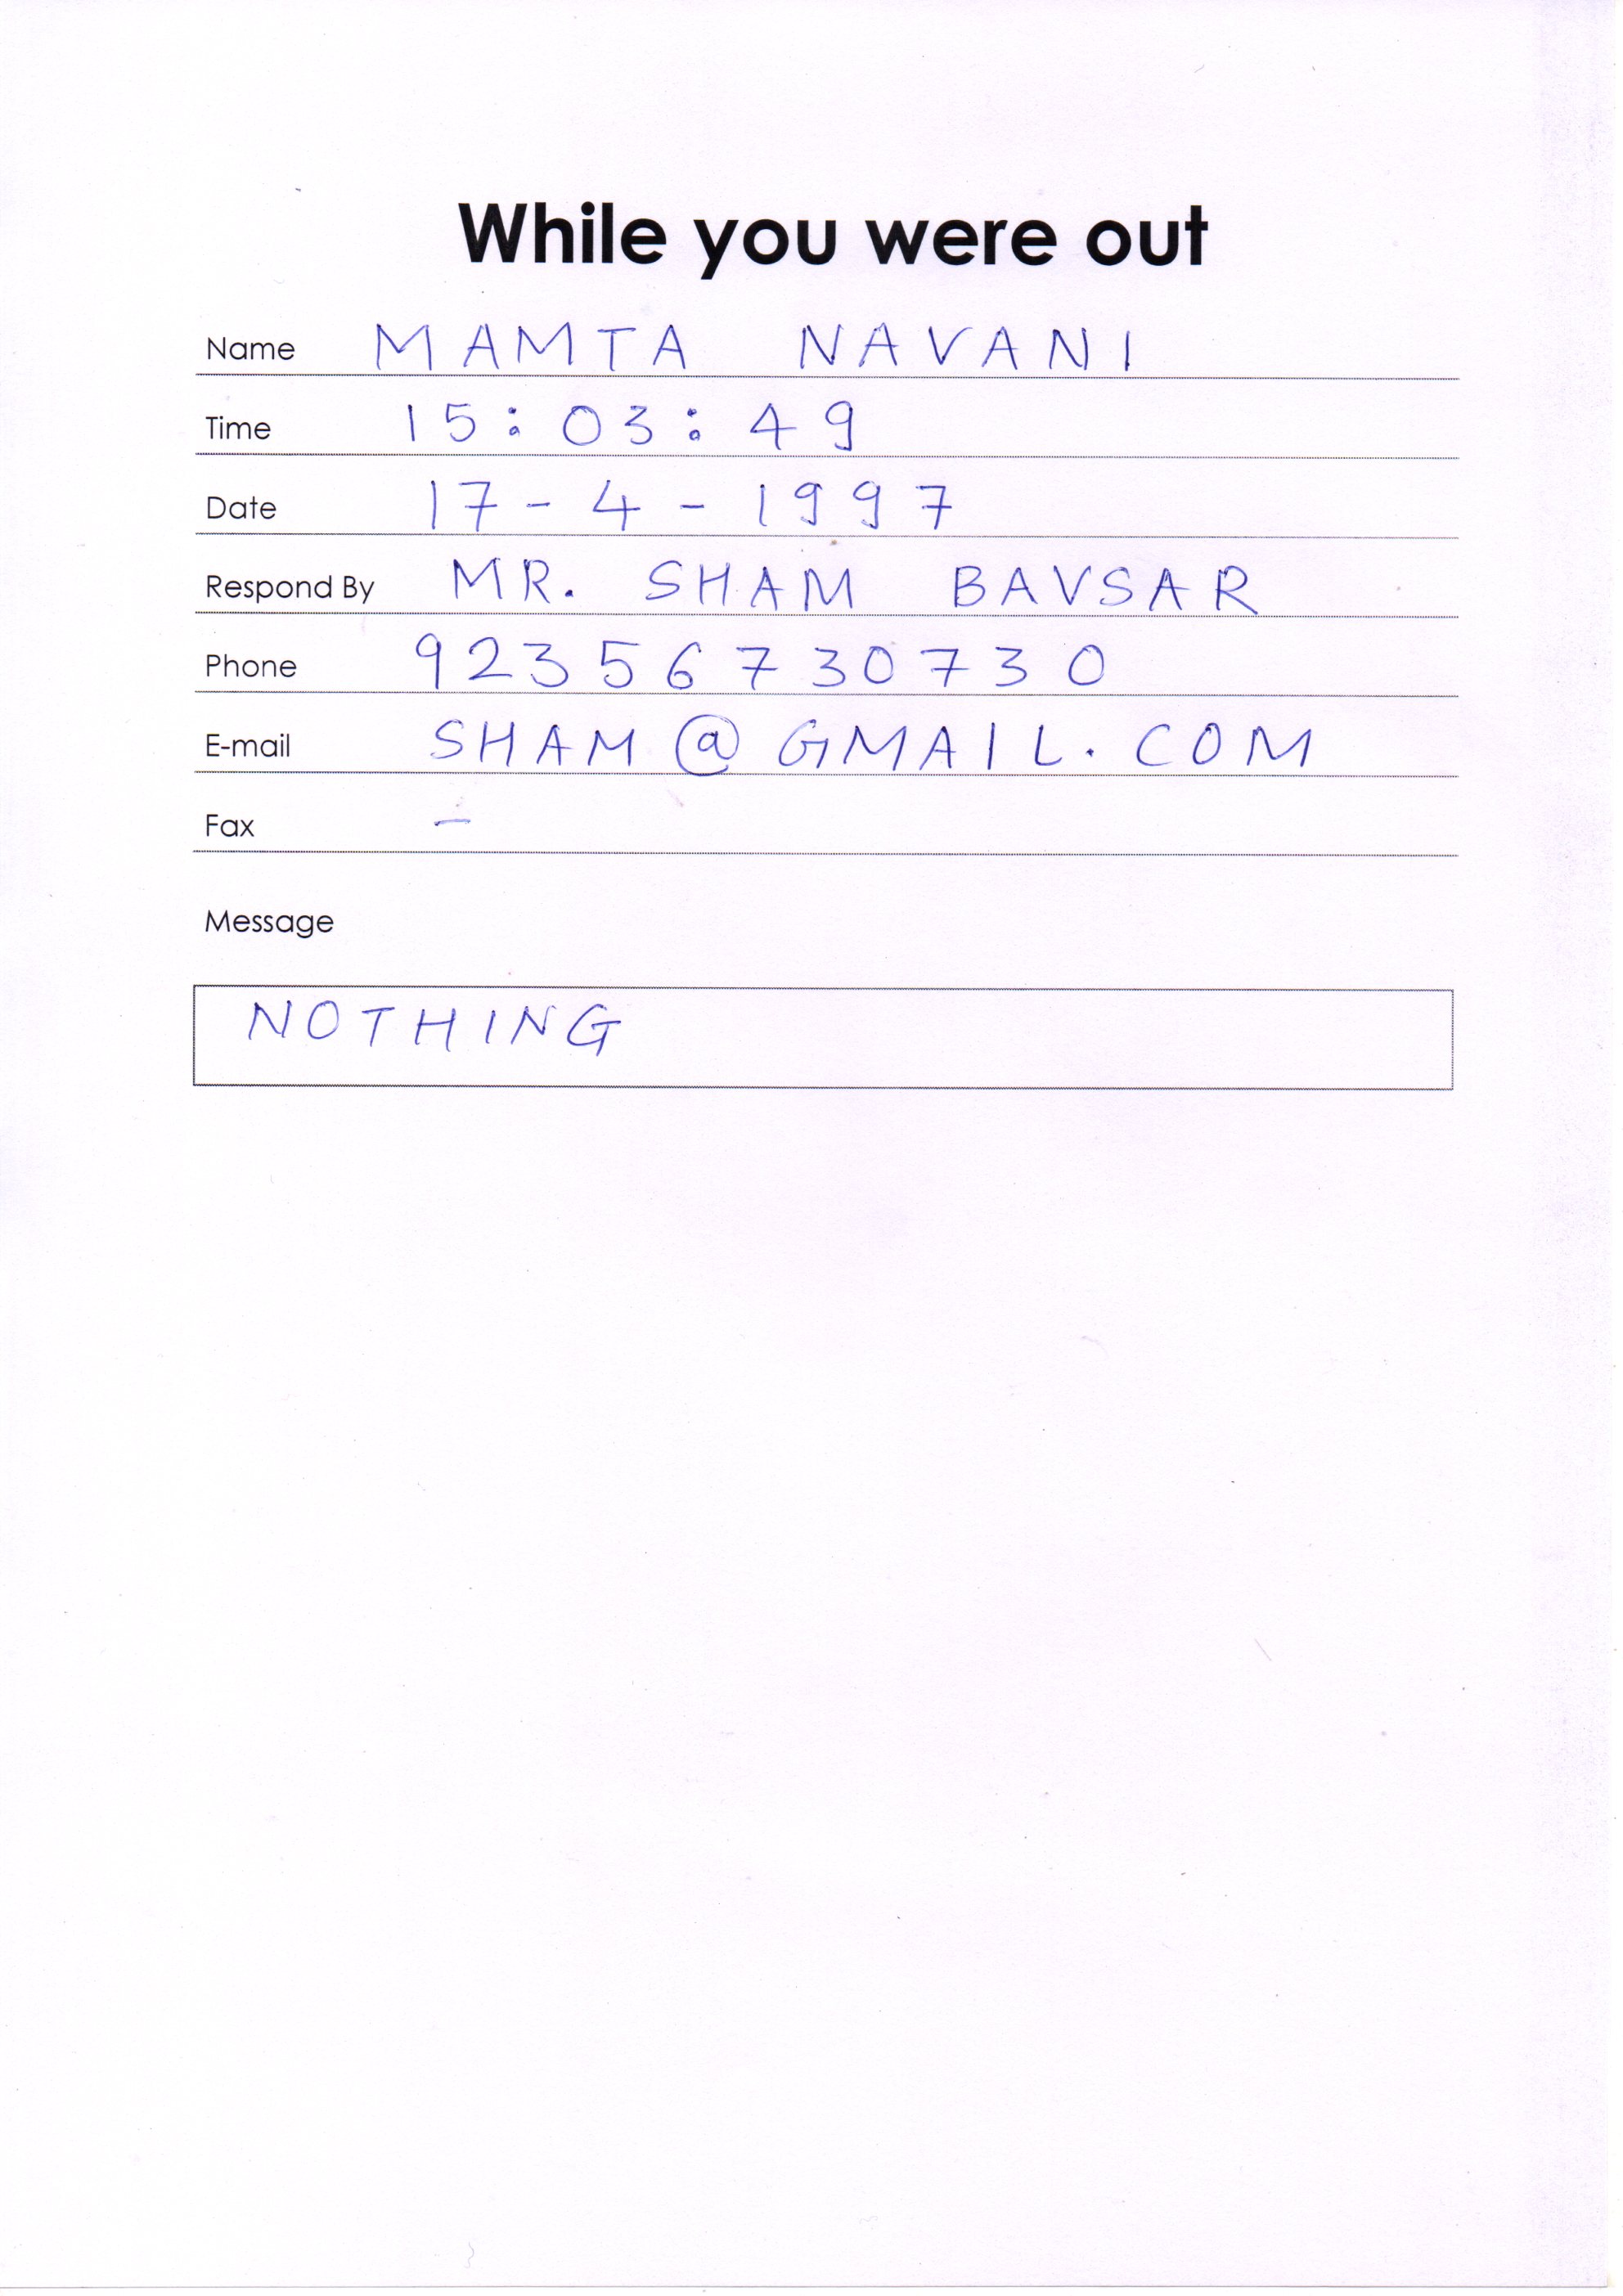 While you were out
Name MAMTA NAVANI
Time 15:03:49
Date 17-4-1997
Respond By MR. SHAM BAVSAR
Phone 92356730730
E-mail SHAM@GMAIL.COM
Fax -
Message
NOTHING